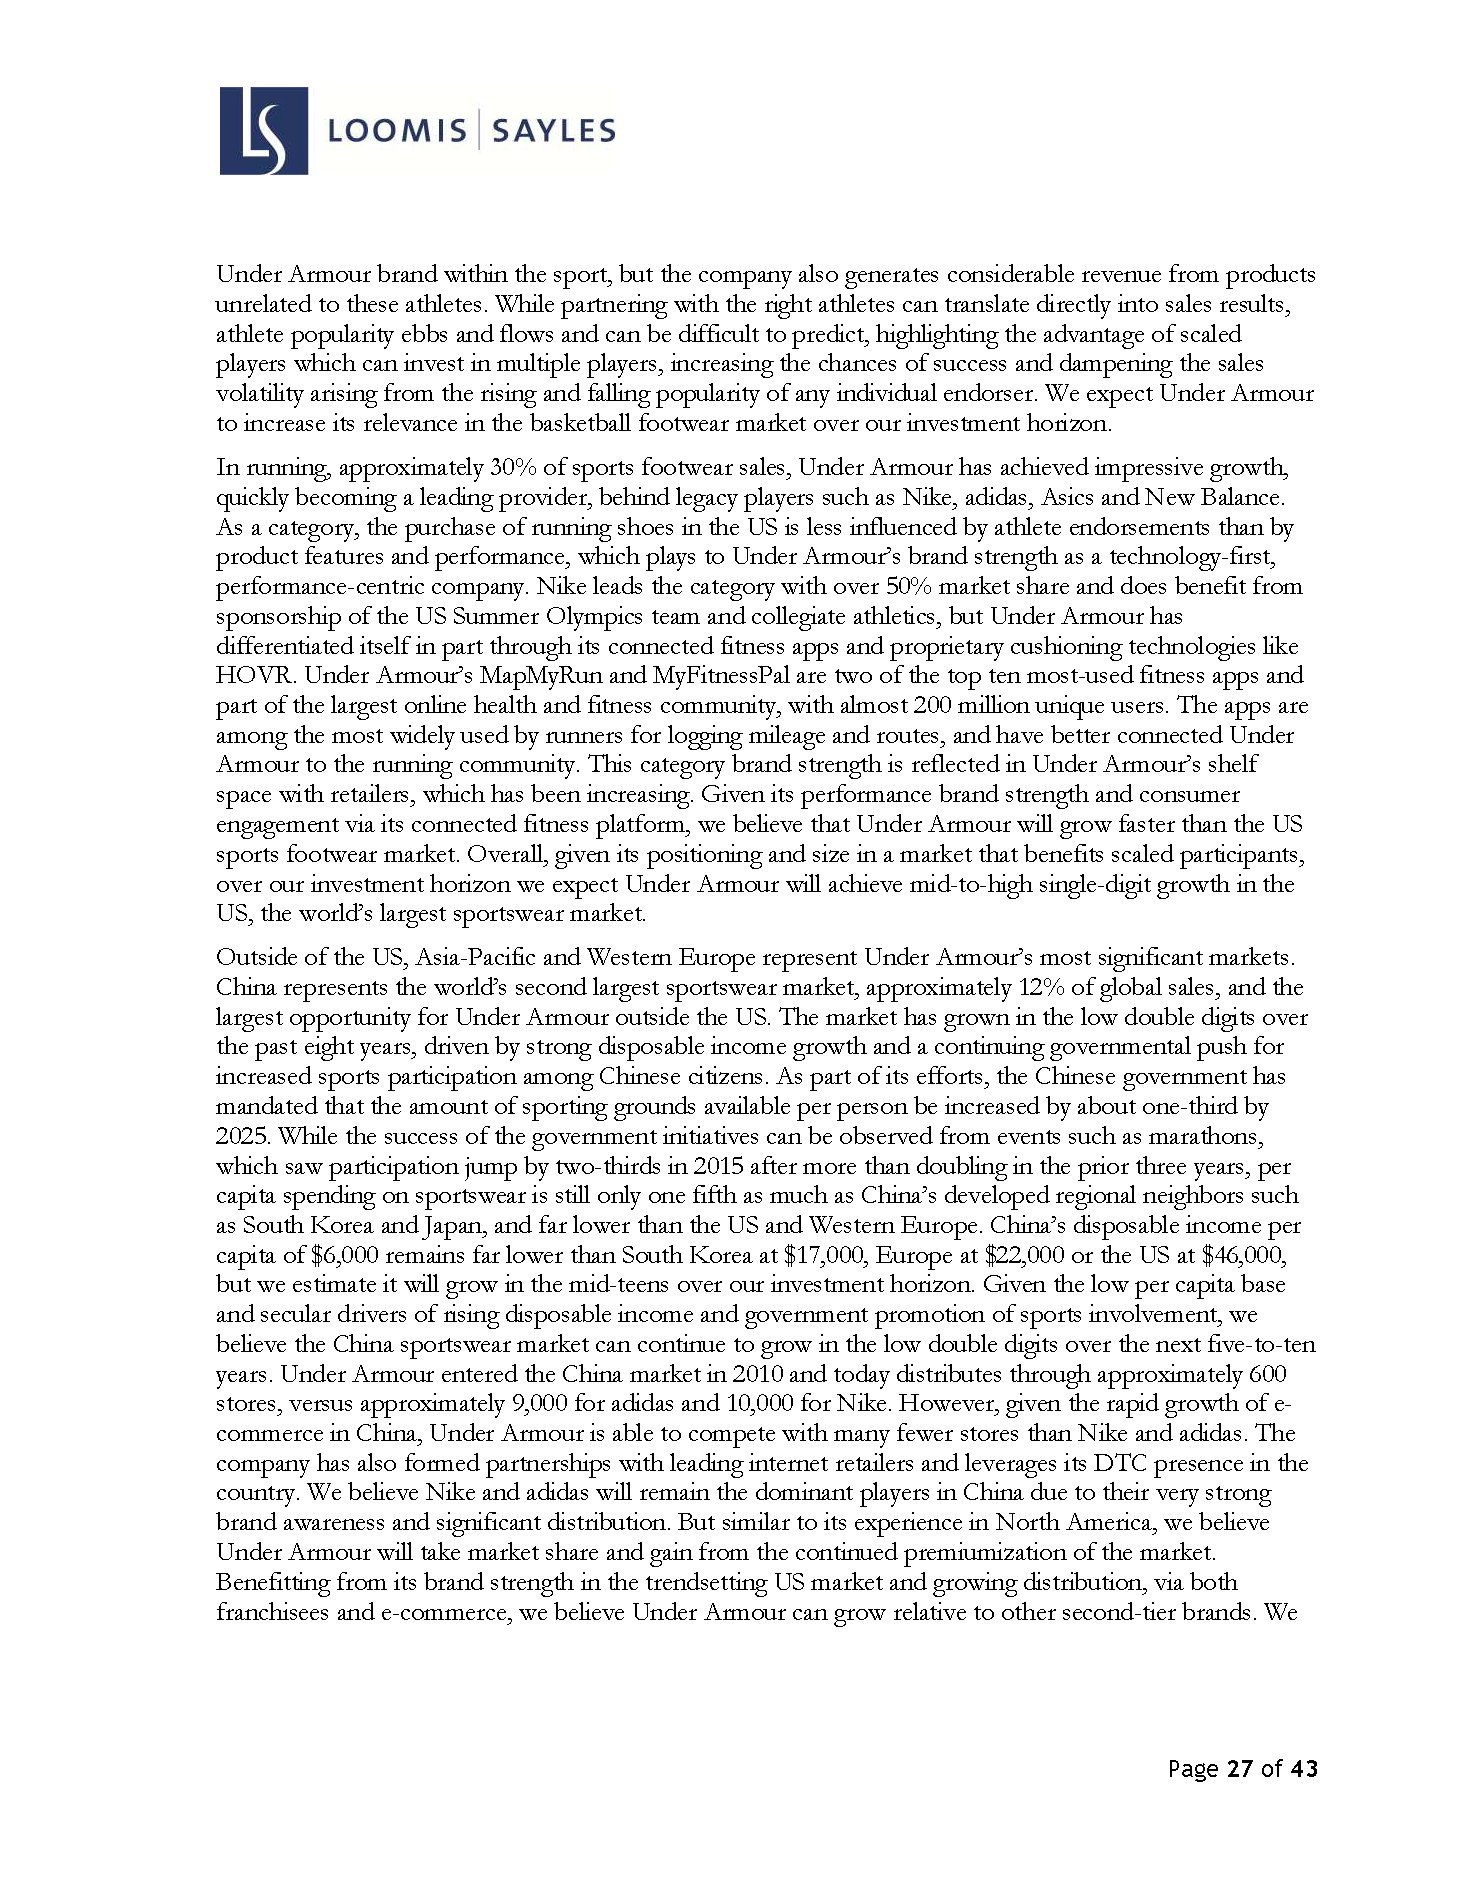 LS LOOMIS | SAYLES
Under Armour brand within the sport, but the company also generates considerable revenue from products
unrelated to these athletes. While partnering with the right athletes can translate directly into sales results,
athlete popularity ebbs and flows and can be difficult to predict, highlighting the advantage of scaled
players which can invest in multiple players, increasing the chances of success and dampening the sales
volatility arising from the rising and falling popularity of any individual endorser. We expect Under Armour
to increase its relevance in the basketball footwear market over our investment horizon.
In running, approximately 30% of sports footwear sales, Under Armour has achieved impressive growth,
quickly becoming a leading provider, behind legacy players such as Nike, adidas, Asics and New Balance.
As a category, the purchase of running shoes in the US is less influenced by athlete endorsements than by
product features and performance, which plays to Under Armour’s brand strength as a technology-first,
performance-centric company. Nike leads the category with over 50% market share and does benefit from
sponsorship of the US Summer Olympics team and collegiate athletics, but Under Armour has
differentiated itself in part through its connected fitness apps and proprietary cushioning technologies like
HOVR. Under Armour’s MapMyRun and MyFitnessPal are two of the top ten most-used fitness apps and
part of the largest online health and fitness community, with almost 200 million unique users. The apps are
among the most widely used by runners for logging mileage and routes, and have better connected Under
Armour to the running community. This category brand strength is reflected in Under Armour’s shelf
space with retailers, which has been increasing. Given its performance brand strength and consumer
engagement via its connected fitness platform, we believe that Under Armour will grow faster than the US
sports footwear market. Overall, given its positioning and size in a market that benefits scaled participants,
over our investment horizon we expect Under Armour will achieve mid-to-high single-digit growth in the
US, the world’s largest sportswear market.
Outside of the US, Asia-Pacific and Western Europe represent Under Armour’s most significant markets.
China represents the world’s second largest sportswear market, approximately 12% of global sales, and the
largest opportunity for Under Armour outside the US. The market has grown in the low double digits over
the past eight years, driven by strong disposable income growth and a continuing governmental push for
increased sports participation among Chinese citizens. As part of its efforts, the Chinese government has
mandated that the amount of sporting grounds available per person be increased by about one-third by
2025. While the success of the government initiatives can be observed from events such as marathons,
which saw participation jump by two-thirds in 2015 after more than doubling in the prior three years, per
capita spending on sportswear is still only one fifth as much as China’s developed regional neighbors such
as South Korea and Japan, and far lower than the US and Western Europe. China’s disposable income per
capita of $6,000 remains far lower than South Korea at $17,000, Europe at $22,000 or the US at $46,000,
but we estimate it will grow in the mid-teens over our investment horizon. Given the low per capita base
and secular drivers of rising disposable income and government promotion of sports involvement, we
believe the China sportswear market can continue to grow in the low double digits over the next five-to-ten
years. Under Armour entered the China market in 2010 and today distributes through approximately 600
stores, versus approximately 9,000 for adidas and 10,000 for Nike. However, given the rapid growth of e-
commerce in China, Under Armour is able to compete with many fewer stores than Nike and adidas. The
company has also formed partnerships with leading internet retailers and leverages its DTC presence in the
country. We believe Nike and adidas will remain the dominant players in China due to their very strong
brand awareness and significant distribution. But similar to its experience in North America, we believe
Under Armour will take market share and gain from the continued premiumization of the market.
Benefitting from its brand strength in the trendsetting US market and growing distribution, via both
franchisees and e-commerce, we believe Under Armour can grow relative to other second-tier brands. We
Page 27 of 43